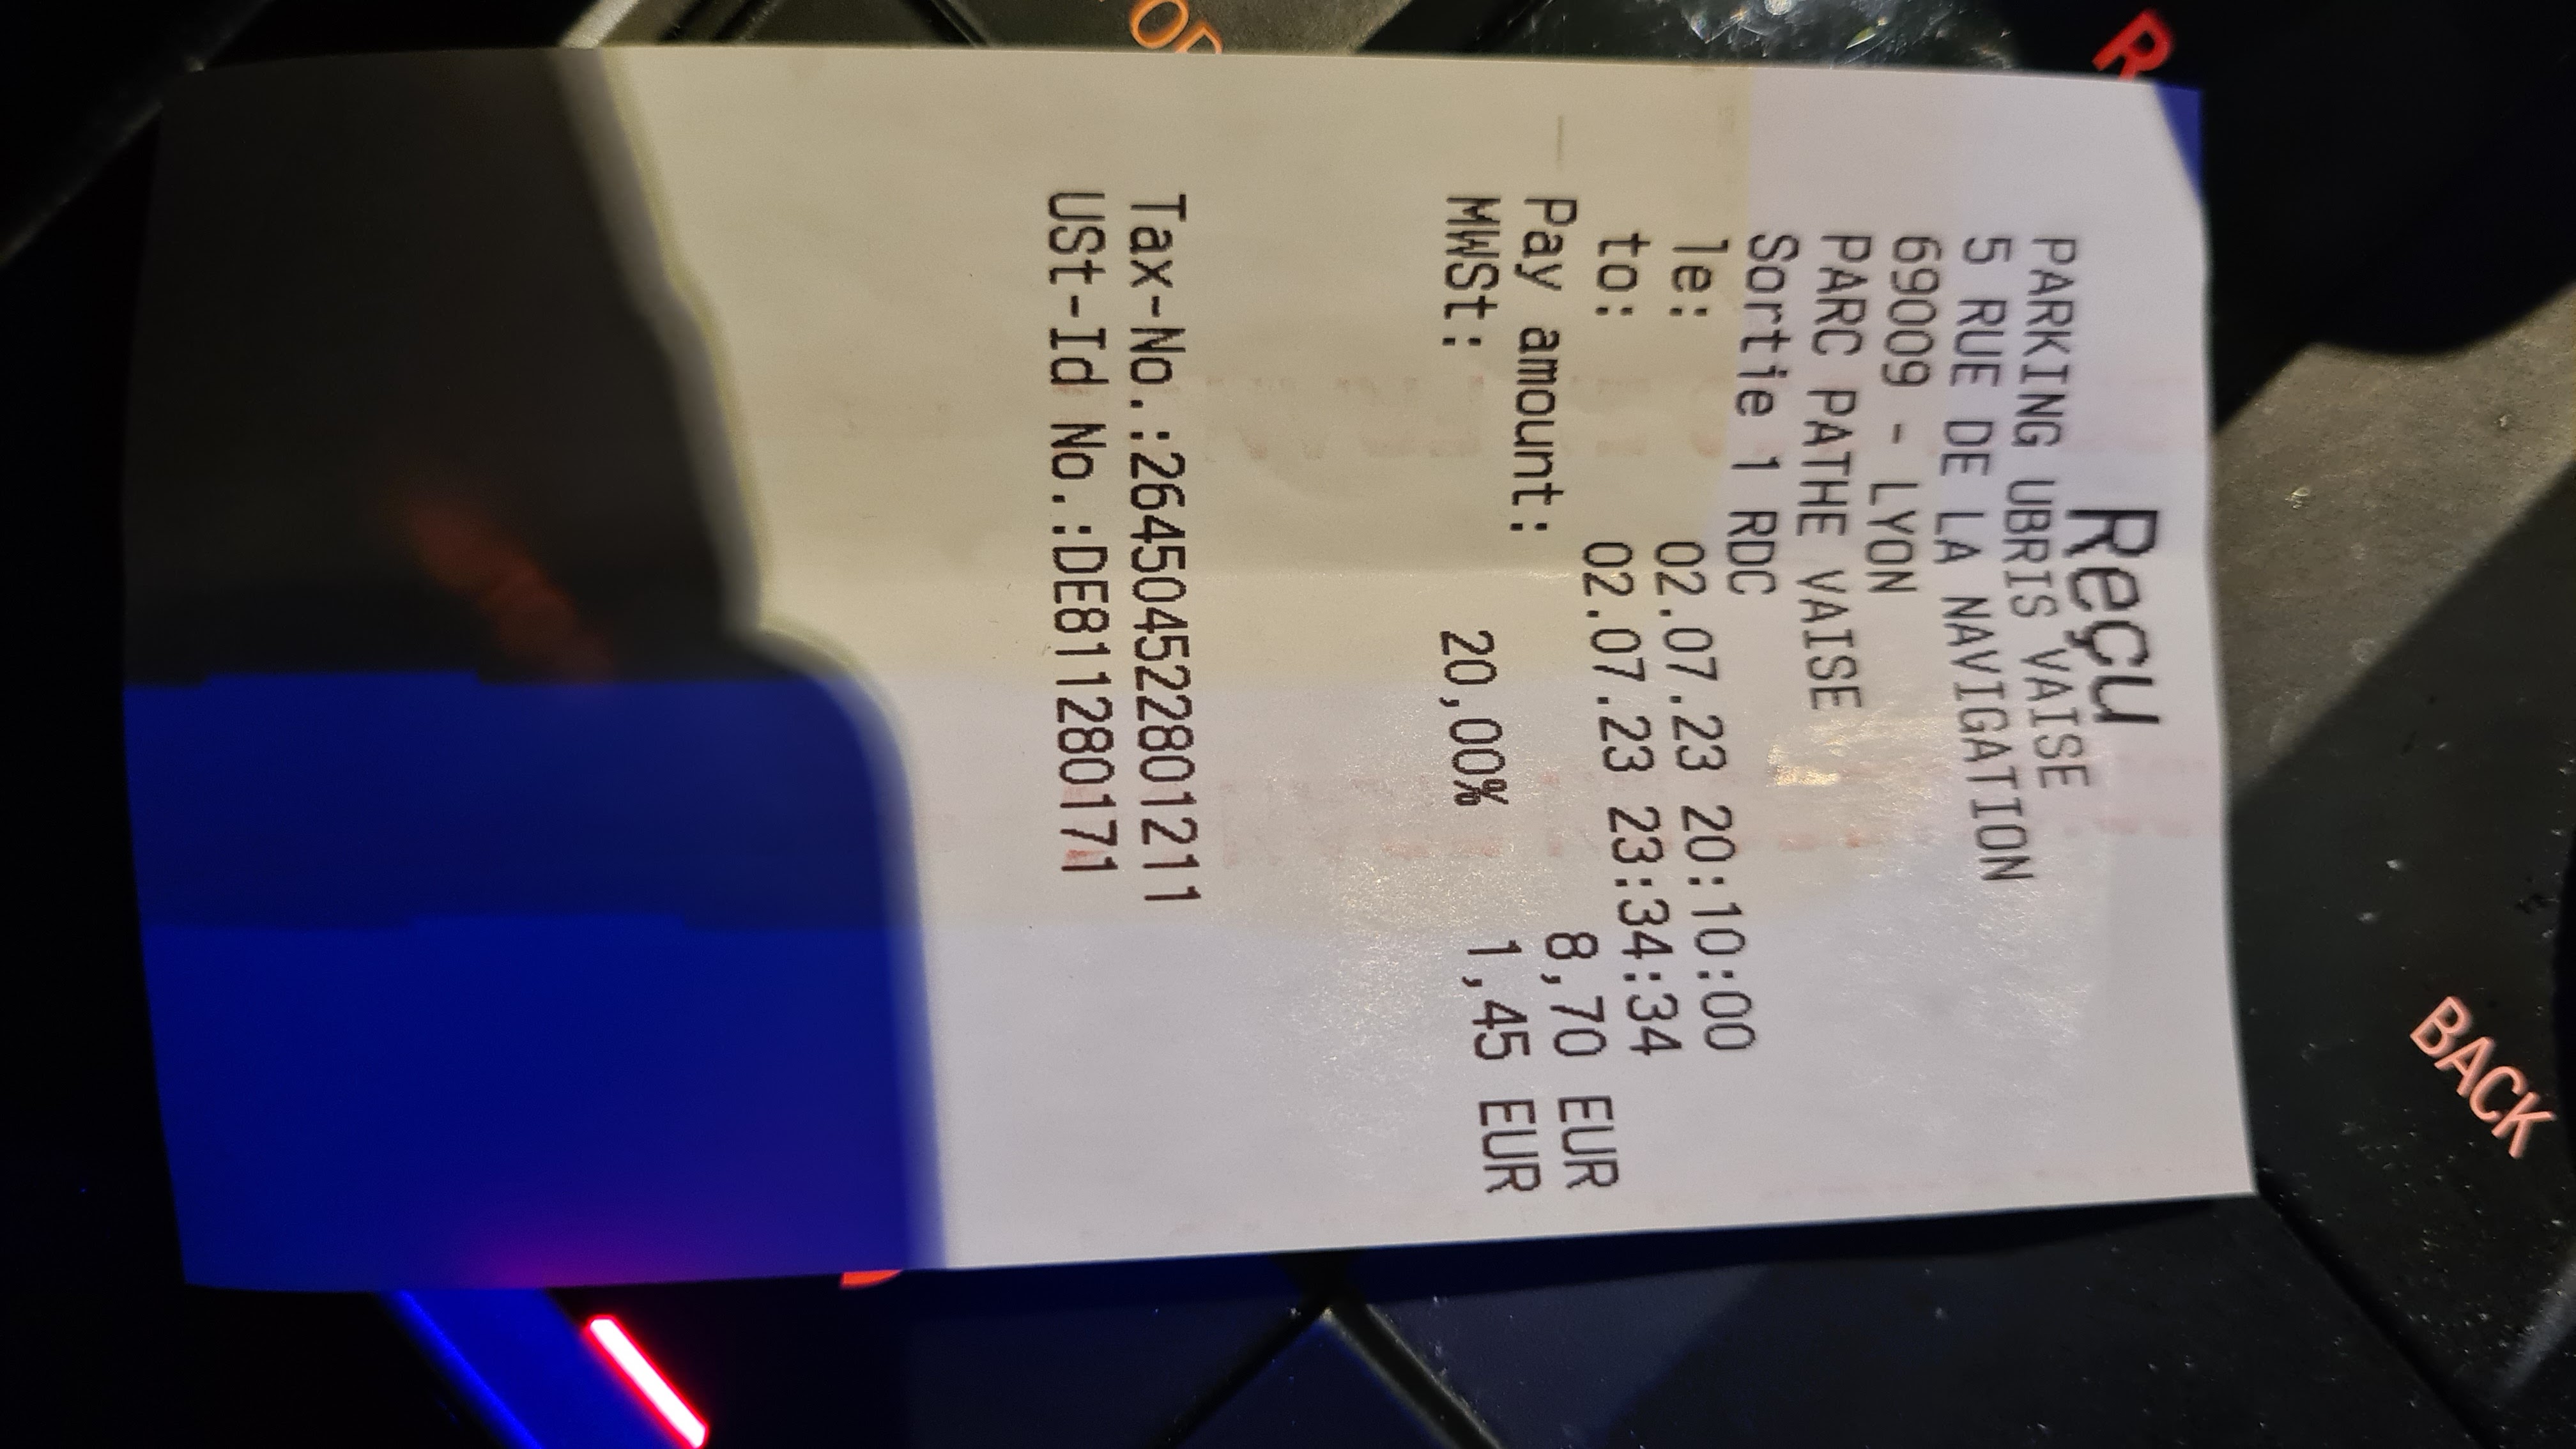 Reçu
PARKING UBRIS VAISE
5 RUE DE LA NAVIGATION
69009 - LYON
PARC PATHE VAISE
Sortie 1 RDC
le: 02.07.23 20:10:00
to: 02.07.23 23:34:34
Pay amount: 8,70 EUR
MWSt: 20,00% 1,45 EUR
Tax-No.:264504522801211
USt-Id No.:DE811280171
BACK